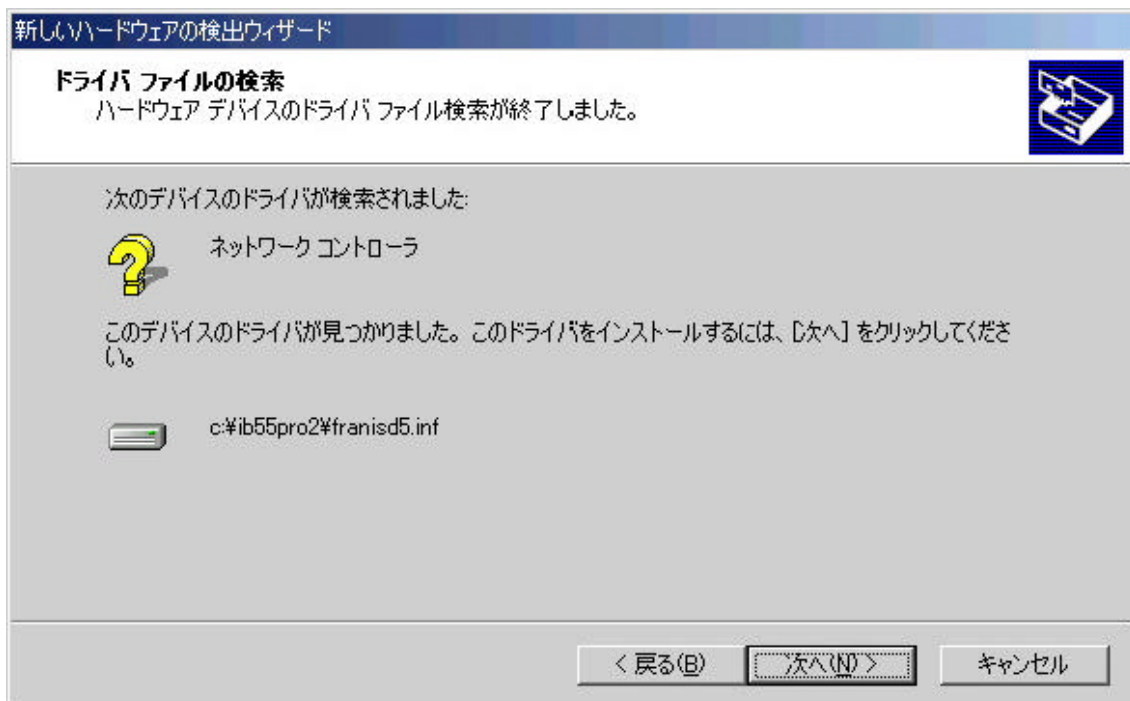 新しいハードウェアの検出ウィザード
ドライバ ファイルの検索
ハードウェア デバイスのドライバ ファイル検索が終了しました。
次のデバイスのドライバが検索されました:
ネットワーク コントローラ
このデバイスのドライバが見つかりました。このドライバをインストールするには、[次へ] をクリックしてくださ
い。
c:¥ib55pro2¥franisd5.inf
< 戻る(B)
次へ(N) >
キャンセル